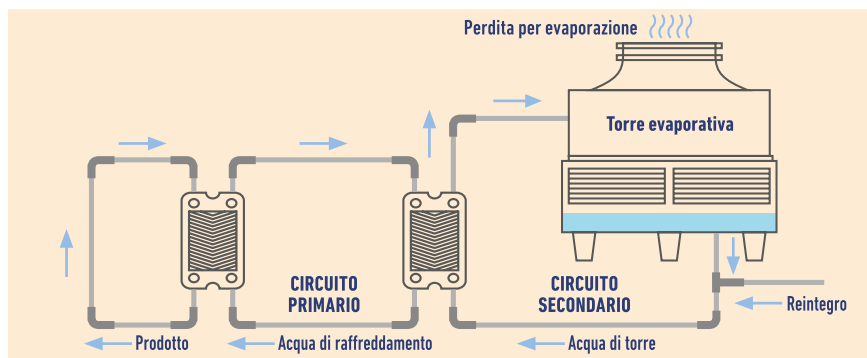 Perdita per evaporazione
Torre evaporativa
CIRCUITO
PRIMARIO
CIRCUITO
SECONDARIO
Reintegro
Prodotto
Acqua di raffreddamento
Acqua di torre